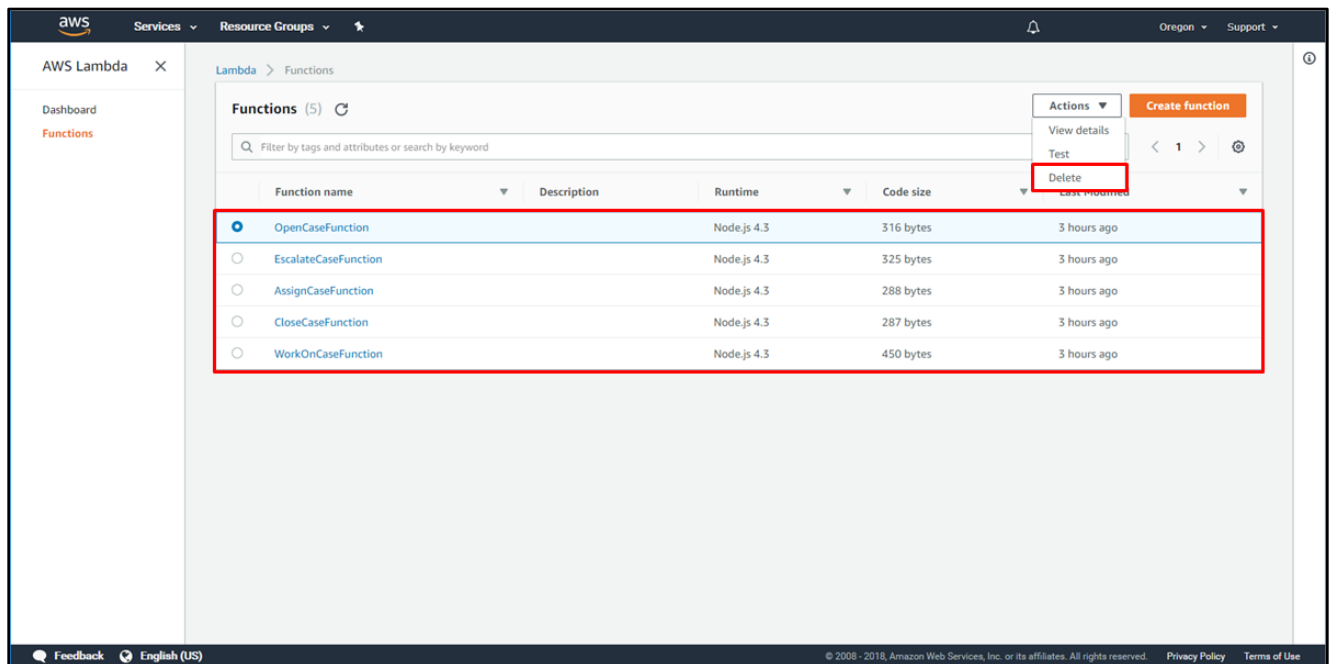 aws Services Resource Groups Oregon Support
AWS Lambda
Dashboard
Functions
Lambda > Functions
Functions (5)
Actions Create function
View details
Test
Delete
Filter by tags and attributes or search by keyword
< 1 >
Function name Description Runtime Code size Last Modified
OpenCaseFunction Node.js 4.3 316 bytes 3 hours ago
EscalateCaseFunction Node.js 4.3 325 bytes 3 hours ago
AssignCaseFunction Node.js 4.3 288 bytes 3 hours ago
CloseCaseFunction Node.js 4.3 287 bytes 3 hours ago
WorkOnCaseFunction Node.js 4.3 450 bytes 3 hours ago
Feedback English (US) © 2008 - 2018, Amazon Web Services, Inc. or its affiliates. All rights reserved. Privacy Policy Terms of Use